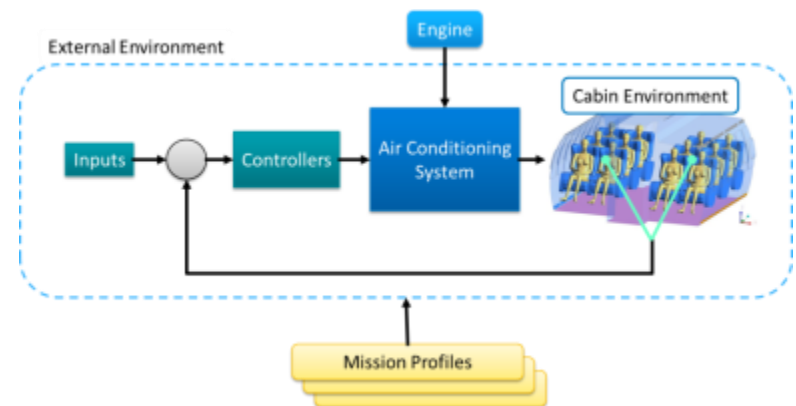 Engine
External Environment
Cabin Environment
Inputs
Controllers
Air Conditioning
System
Mission Profiles